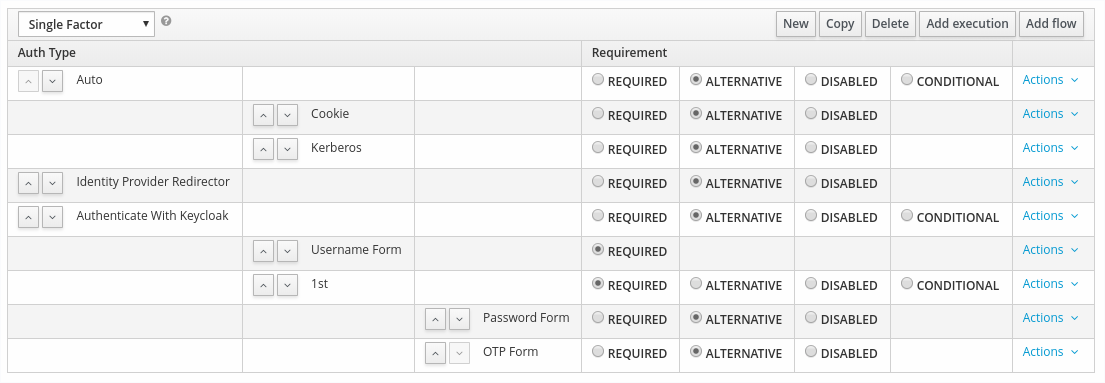 Single Factor New Copy Delete Add execution Add flow
Auth Type Requirement
Auto REQUIRED ALTERNATIVE DISABLED CONDITIONAL Actions
Cookie REQUIRED ALTERNATIVE DISABLED Actions
Kerberos REQUIRED ALTERNATIVE DISABLED Actions
Identity Provider Redirector REQUIRED ALTERNATIVE DISABLED Actions
Authenticate With Keycloak REQUIRED ALTERNATIVE DISABLED CONDITIONAL Actions
Username Form REQUIRED Actions
1st REQUIRED ALTERNATIVE DISABLED CONDITIONAL Actions
Password Form REQUIRED ALTERNATIVE DISABLED Actions
OTP Form REQUIRED ALTERNATIVE DISABLED Actions